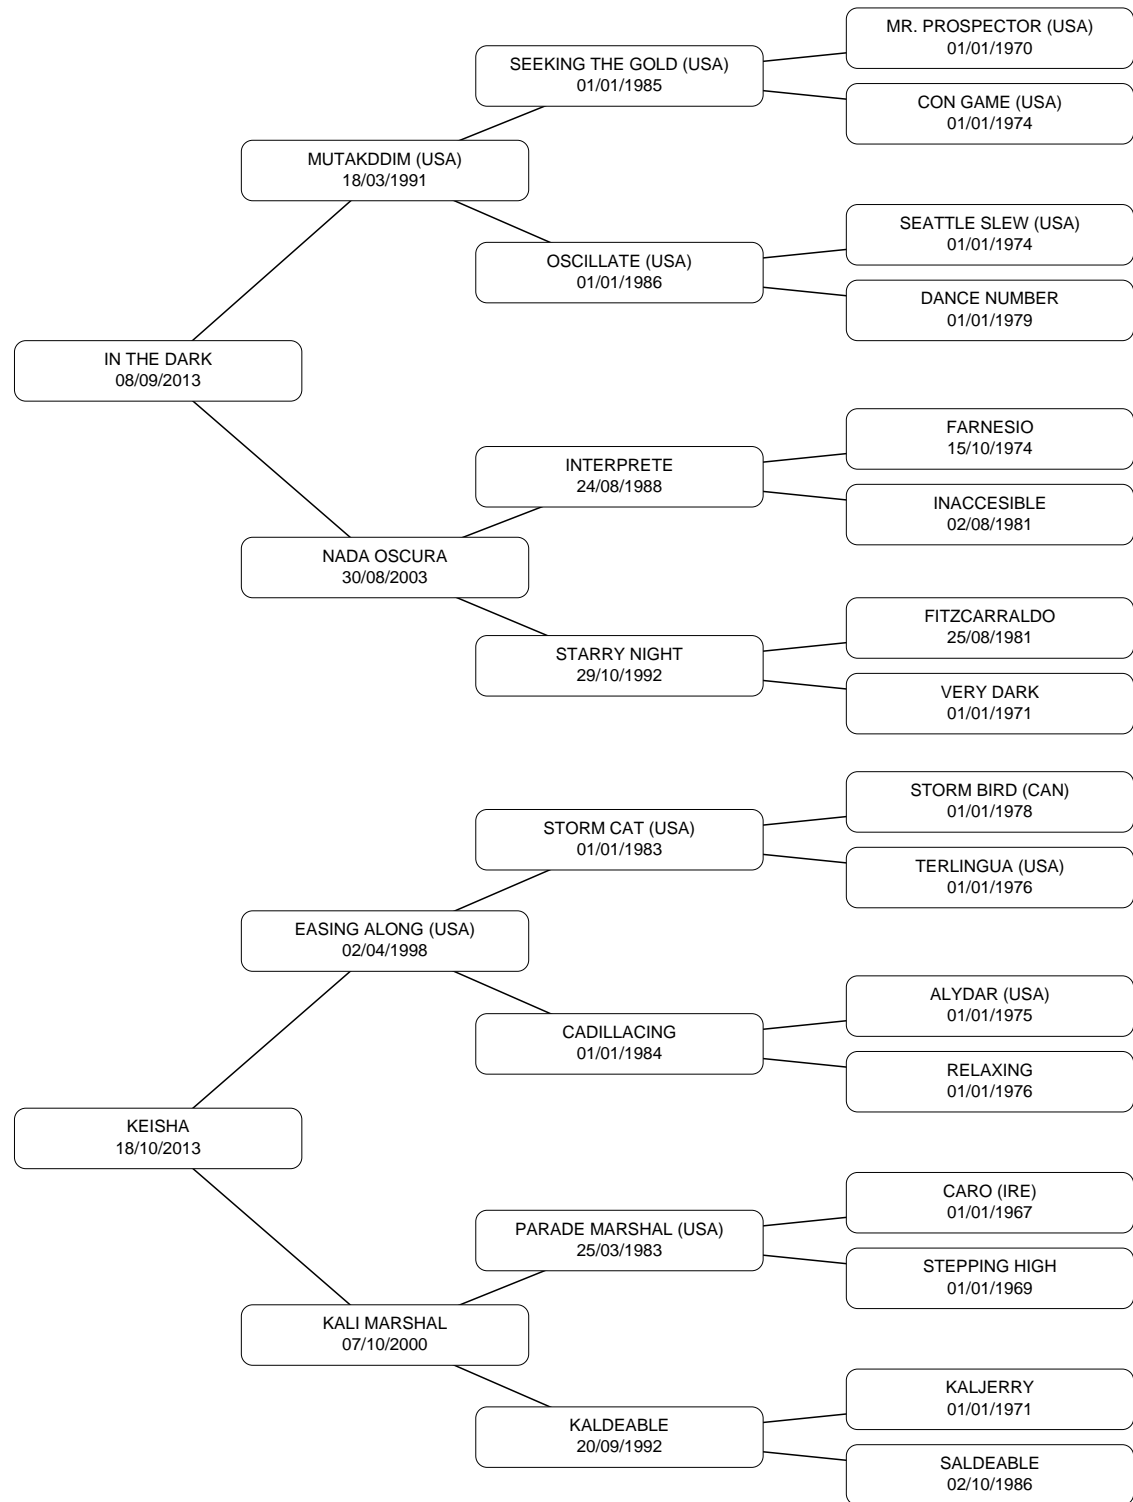 MR. PROSPECTOR (USA)
01/01/1970
SEEKING THE GOLD (USA)
01/01/1985
CON GAME (USA)
01/01/1974
MUTAKDDIM (USA)
18/03/1991
SEATTLE SLEW (USA)
01/01/1974
OSCILLATE (USA)
01/01/1986
DANCE NUMBER
01/01/1979
IN THE DARK
08/09/2013
FARNESIO
15/10/1974
INTERPRETE
24/08/1988
INACCESIBLE
02/08/1981
NADA OSCURA
30/08/2003
FITZCARRALDO
25/08/1981
STARRY NIGHT
29/10/1992
VERY DARK
01/01/1971
STORM BIRD (CAN)
01/01/1978
STORM CAT (USA)
01/01/1983
TERLINGUA (USA)
01/01/1976
EASING ALONG (USA)
02/04/1998
ALYDAR (USA)
01/01/1975
CADILLACING
01/01/1984
RELAXING
01/01/1976
KEISHA
18/10/2013
CARO (IRE)
01/01/1967
PARADE MARSHAL (USA)
25/03/1983
STEPPING HIGH
01/01/1969
KALI MARSHAL
07/10/2000
KALJERRY
01/01/1971
KALDEABLE
20/09/1992
SALDEABLE
02/10/1986